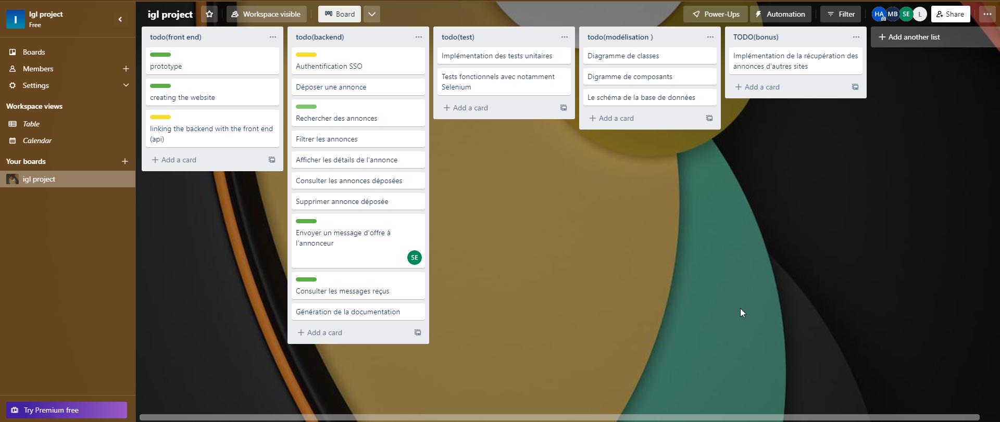 I
Igl project
Free
Boards
Members
Settings
Workspace views
Table
Calendar
Your boards
igl project
Try Premium free
igl project
Workspace visible
Board
Power-Ups
Automation
Filter
HA
MB
SE
L
Share
todo(front end)
prototype
creating the website
linking the backend with the front end
(api)
Add a card
todo(backend)
Authentification SSO
Déposer une annonce
Rechercher des annonces
Filtrer les annonces
Afficher les détails de l'annonce
Consulter les annonces déposées
Supprimer annonce déposée
Envoyer un message d'offre à
l'annonceur
SE
Consulter les messages reçus
Génération de la documentation
Add a card
todo(test)
Implémentation des tests unitaires
Tests fonctionnels avec notamment
Selenium
Add a card
todo(modélisation )
Diagramme de classes
Digramme de composants
Le schéma de la base de données
Add a card
TODO(bonus)
Implémentation de la récupération des
annonces d'autres sites
Add a card
Add another list